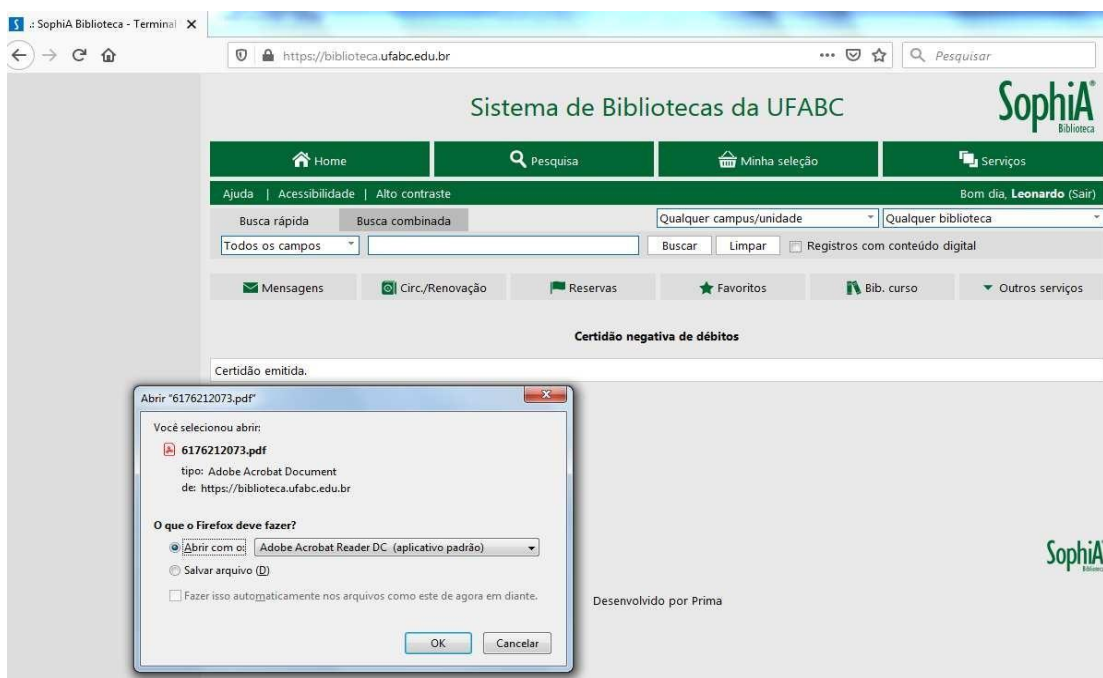 .: SophiA Biblioteca - Terminal
https://biblioteca.ufabc.edu.br
Pesquisar
Sistema de Bibliotecas da UFABC
SophiA
Biblioteca
Home Pesquisa Minha seleção Serviços
Ajuda | Acessibilidade | Alto contraste Bom dia, Leonardo (Sair)
Busca rápida Busca combinada Qualquer campus/unidade Qualquer biblioteca
Todos os campos Buscar Limpar Registros com conteúdo digital
Mensagens Circ./Renovação Reservas Favoritos Bib. curso Outros serviços
Certidão negativa de débitos
Certidão emitida.
Abrir "6176212073.pdf"
Você selecionou abrir:
6176212073.pdf
tipo: Adobe Acrobat Document
de: https://biblioteca.ufabc.edu.br
O que o Firefox deve fazer?
Abrir com o: Adobe Acrobat Reader DC (aplicativo padrão)
Salvar arquivo (D)
Fazer isso automaticamente nos arquivos como este de agora em diante.
OK Cancelar
SophiA
Biblioteca
Desenvolvido por Prima